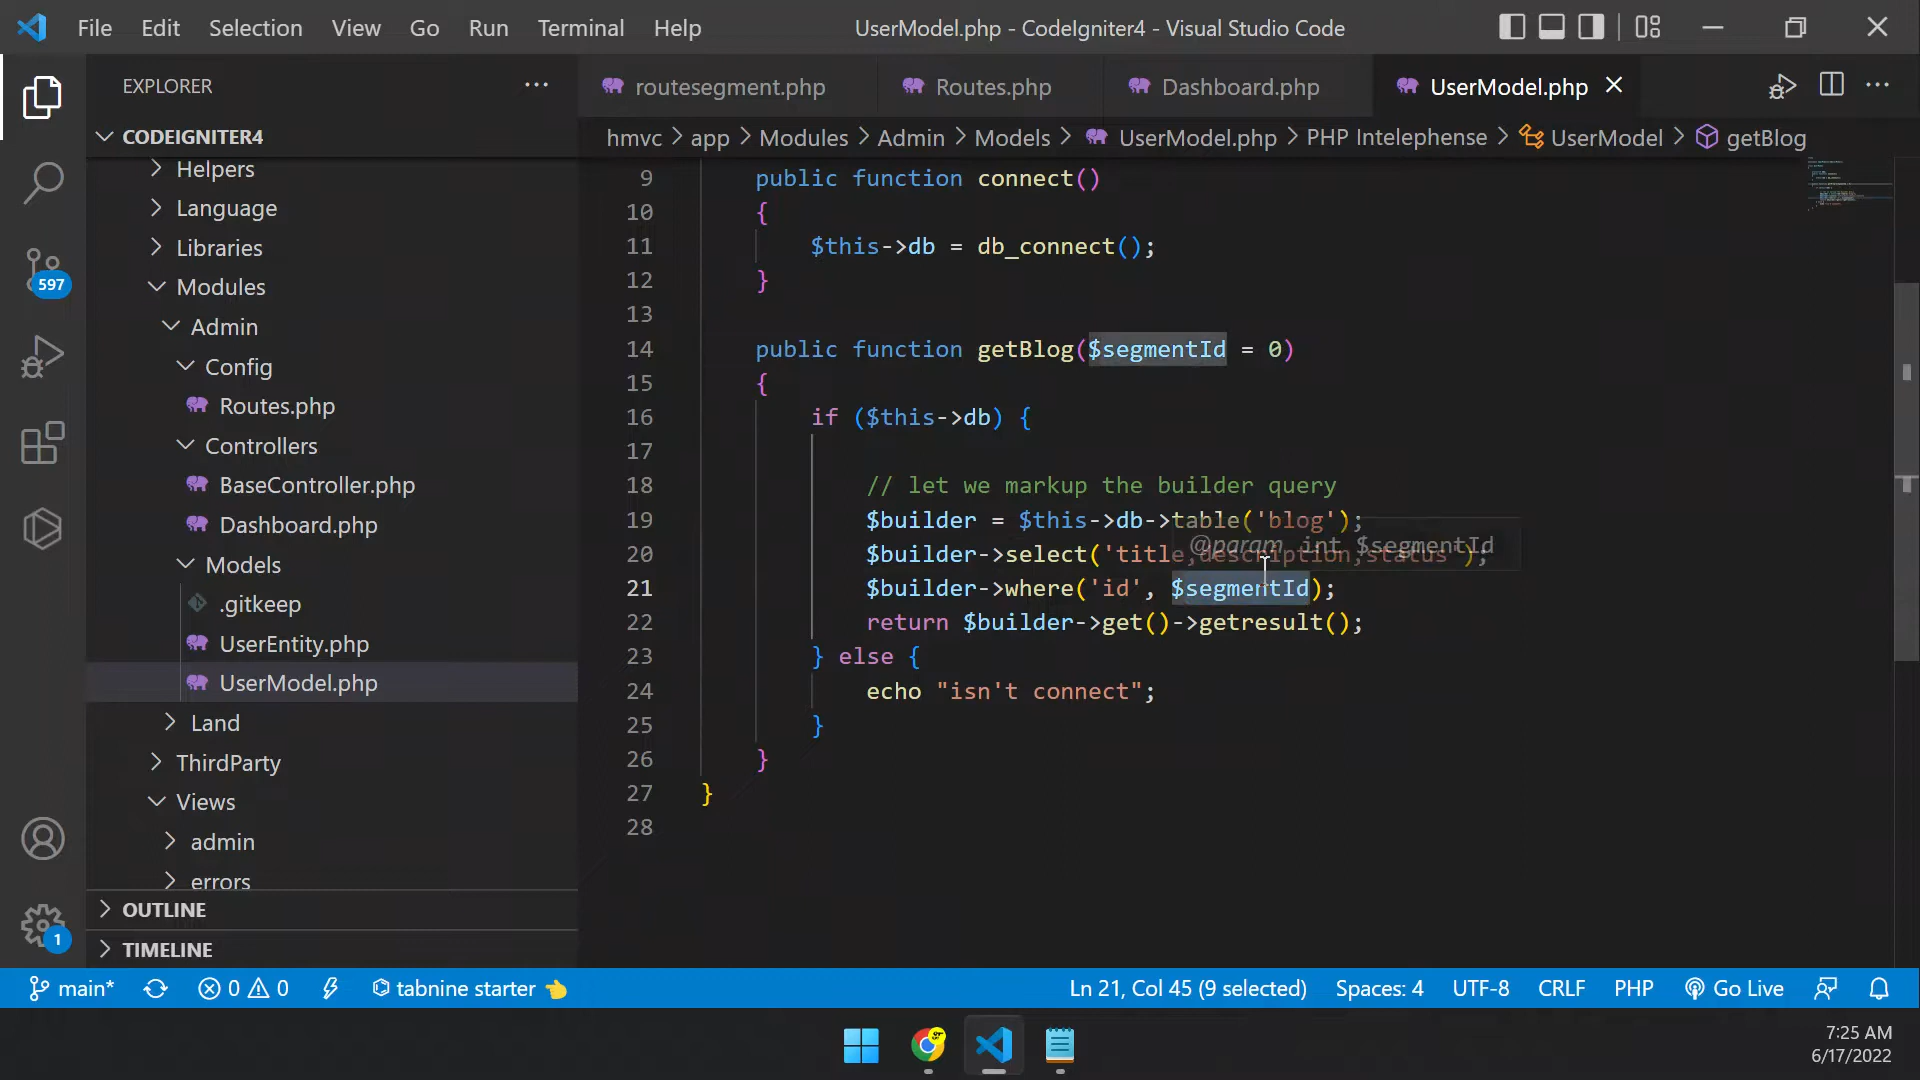 File Edit Selection View Go Run Terminal Help UserModel.php - CodeIgniter4 - Visual Studio Code
EXPLORER
routesegment.php Routes.php Dashboard.php UserModel.php
CODEIGNITER4
hmvc > app > Modules > Admin > Models > UserModel.php > PHP Intelephense > UserModel > getBlog
Helpers
Language
Libraries
Modules
Admin
Config
Routes.php
Controllers
BaseController.php
Dashboard.php
Models
.gitkeep
UserEntity.php
UserModel.php
Land
ThirdParty
Views
admin
errors
OUTLINE
TIMELINE
597
1
9 public function connect()
10 {
11 $this->db = db_connect();
12 }
13
14 public function getBlog($segmentId = 0)
15 {
16 if ($this->db) {
17
18 // let we markup the builder query
19 $builder = $this->db->table('blog');
@param int $segmentId
20 $builder->select('title,description,status');
21 $builder->where('id', $segmentId);
22 return $builder->get()->getresult();
23 } else {
24 echo "isn't connect";
25 }
26 }
27 }
28
main* 0 0 tabnine starter Ln 21, Col 45 (9 selected) Spaces: 4 UTF-8 CRLF PHP Go Live
7:25 AM
6/17/2022